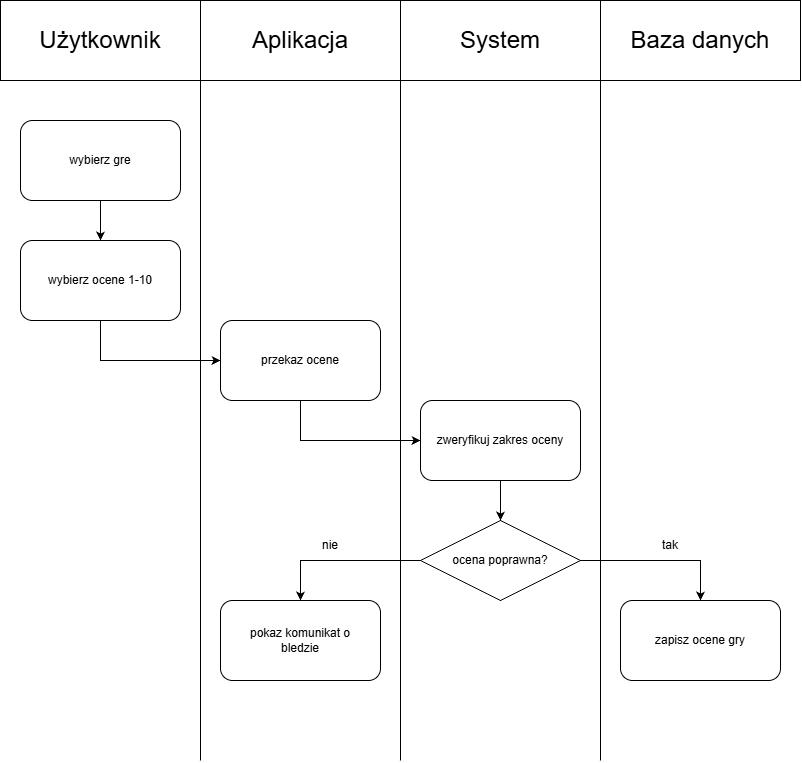 Użytkownik
Aplikacja
System
Baza danych
wybierz gre
wybierz ocene 1-10
przekaz ocene
zweryfikuj zakres oceny
nie
ocena poprawna?
tak
pokaz komunikat o
bledzie
zapisz ocene gry